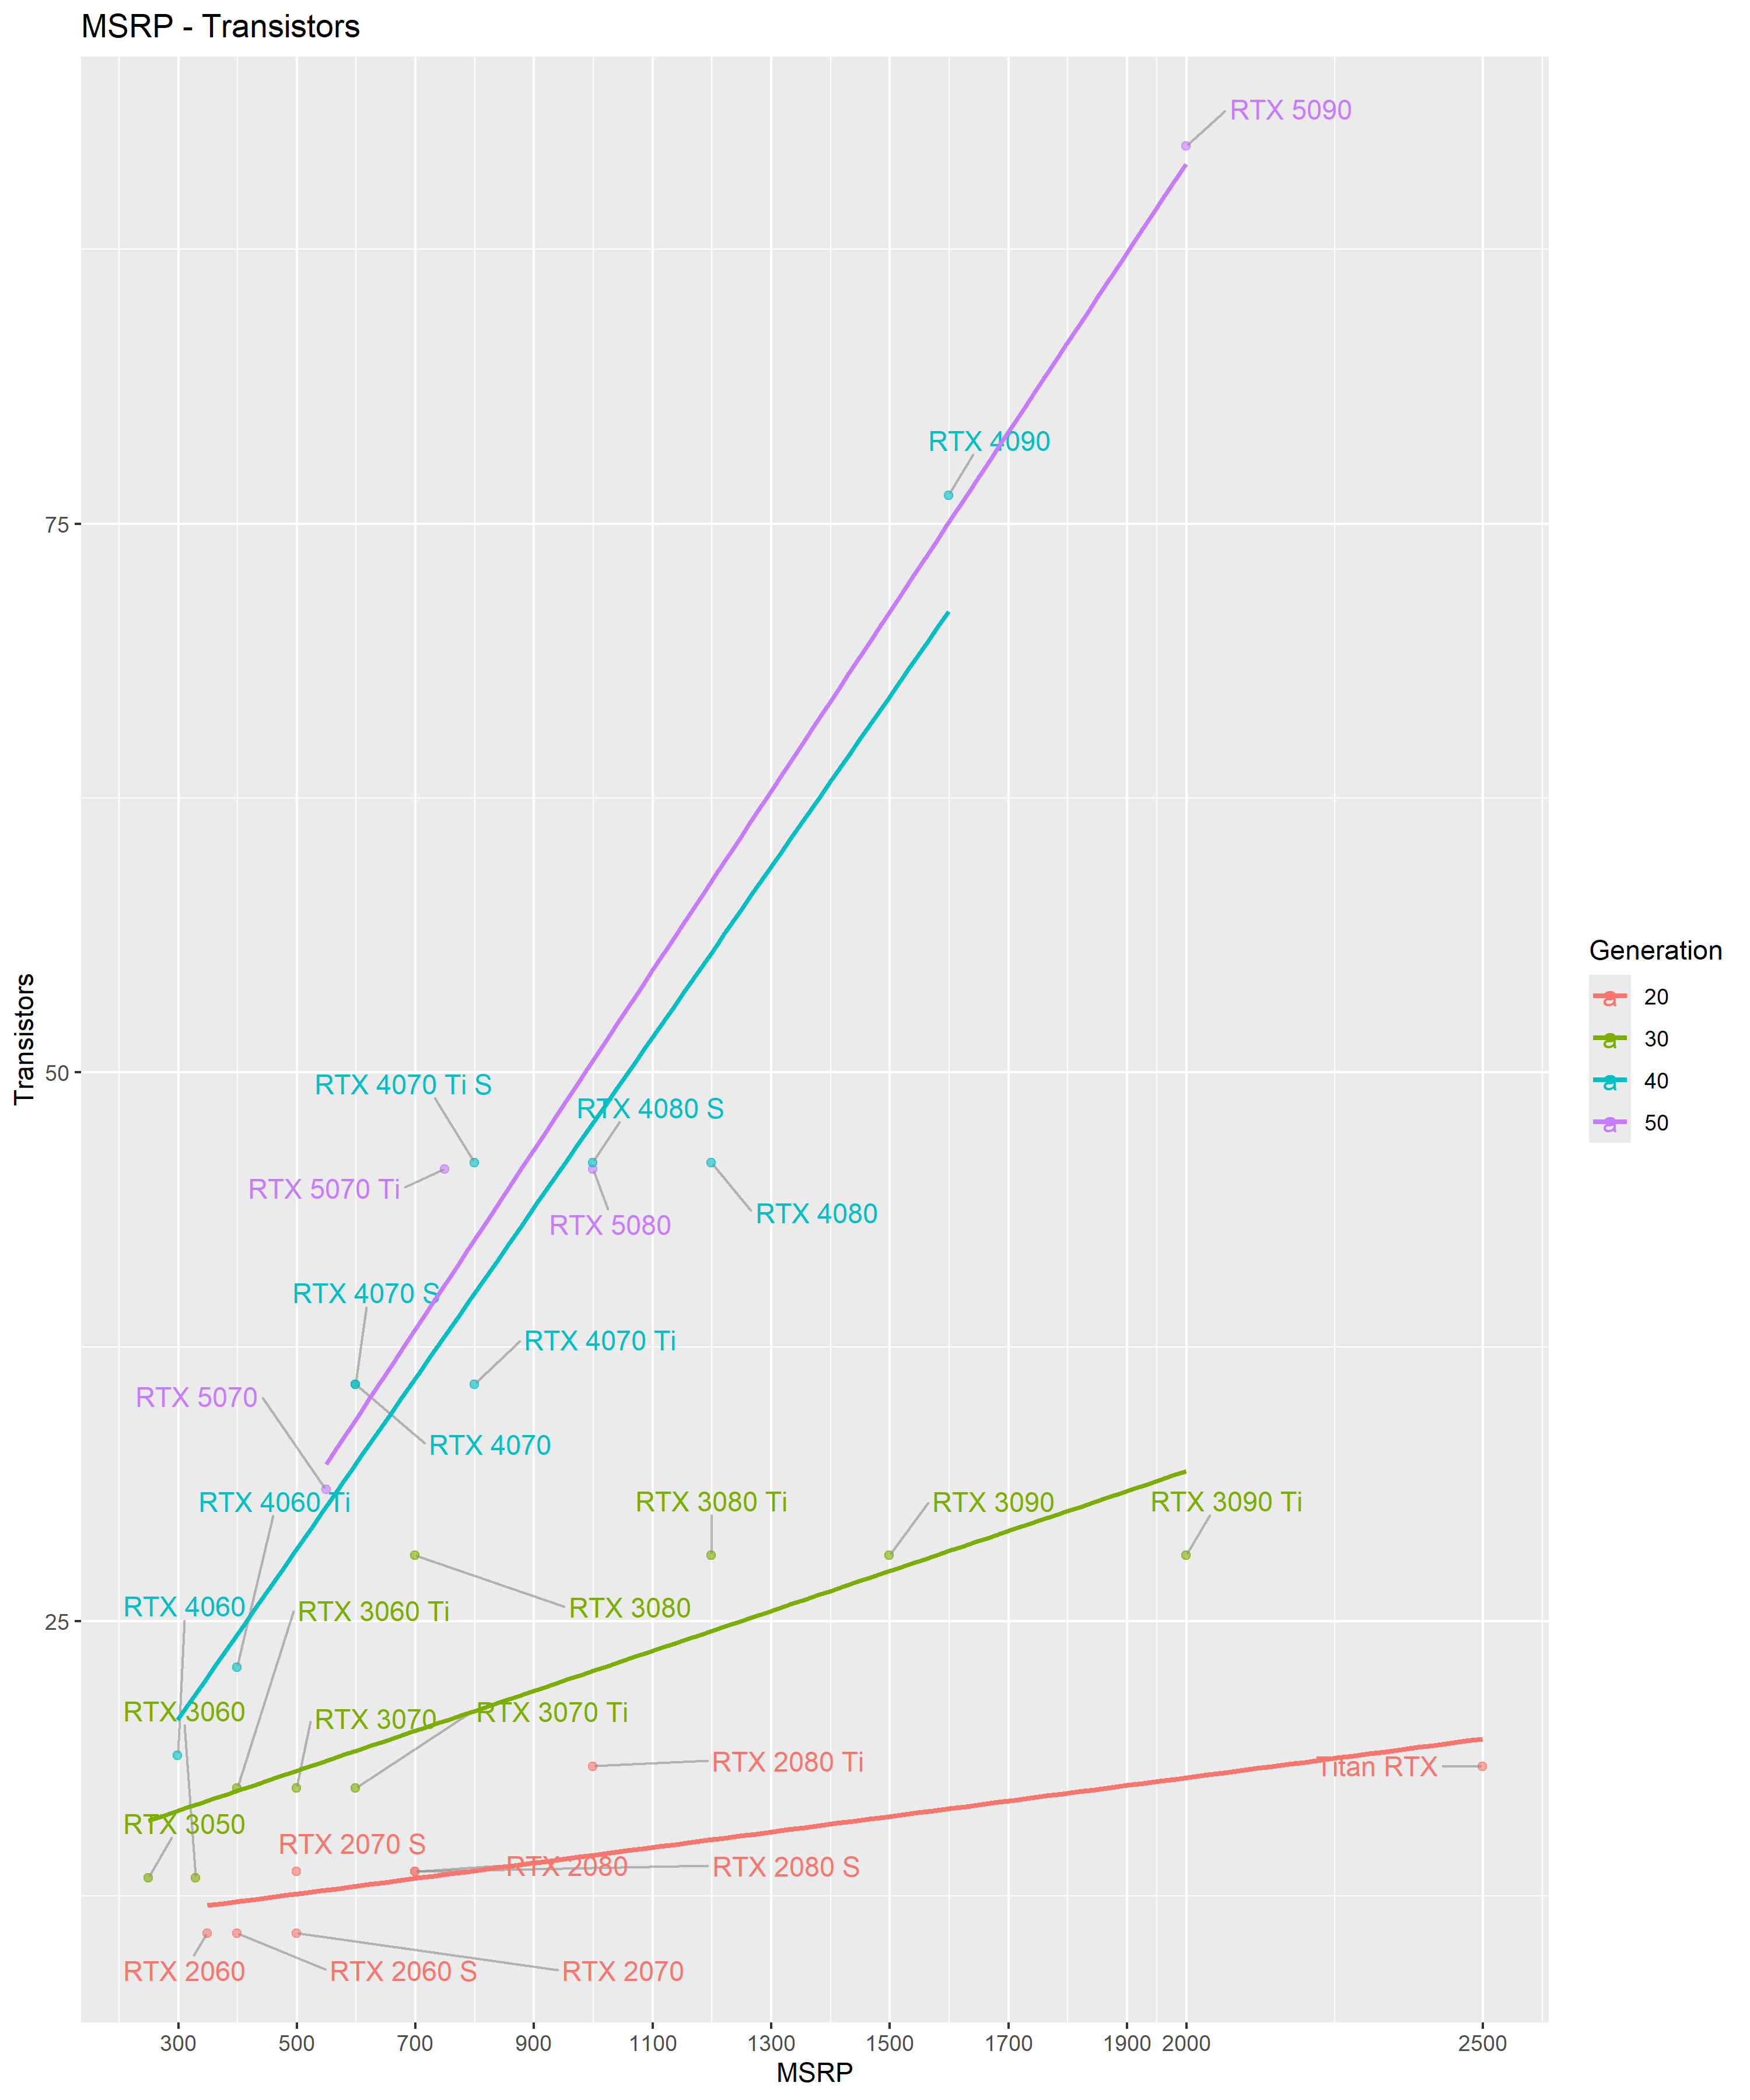 MSRP - Transistors
RTX 5090
RTX 4090
75
Generation
20
30
40
50
50
RTX 4070 Ti S
RTX 4080 S
RTX 5070 Ti
RTX 4080
RTX 5080
RTX 4070 S
RTX 4070 Ti
RTX 5070
RTX 4070
RTX 4060 Ti
RTX 3080 Ti
RTX 3090
RTX 3090 Ti
RTX 4060
RTX 3060 Ti
RTX 3080
25
RTX 3060
RTX 3070
RTX 3070 Ti
RTX 2080 Ti
Titan RTX
RTX 3050
RTX 2070 S
RTX 2080
RTX 2080 S
RTX 2060
RTX 2060 S
RTX 2070
Transistors
300 500 700 900 1100 1300 1500 1700 1900 2000 2500
MSRP